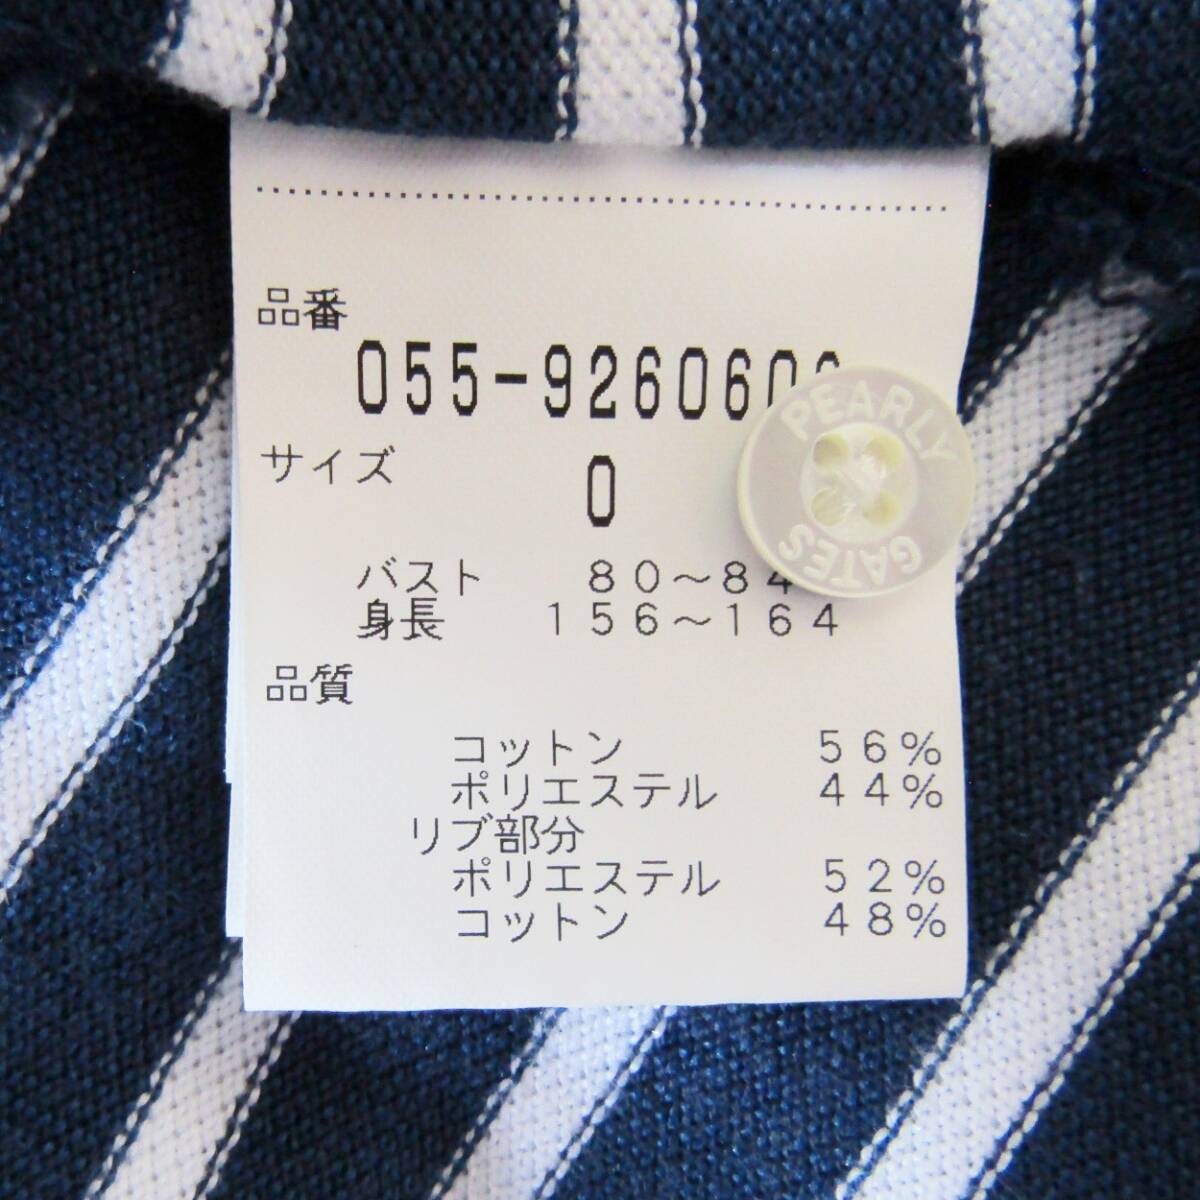 品番
055-926060
サイズ 0
バスト 80～84
身長 156～164
品質
コットン 56%
ポリエステル 44%
リブ部分
ポリエステル 52%
コットン 48%
PEARLY GATES